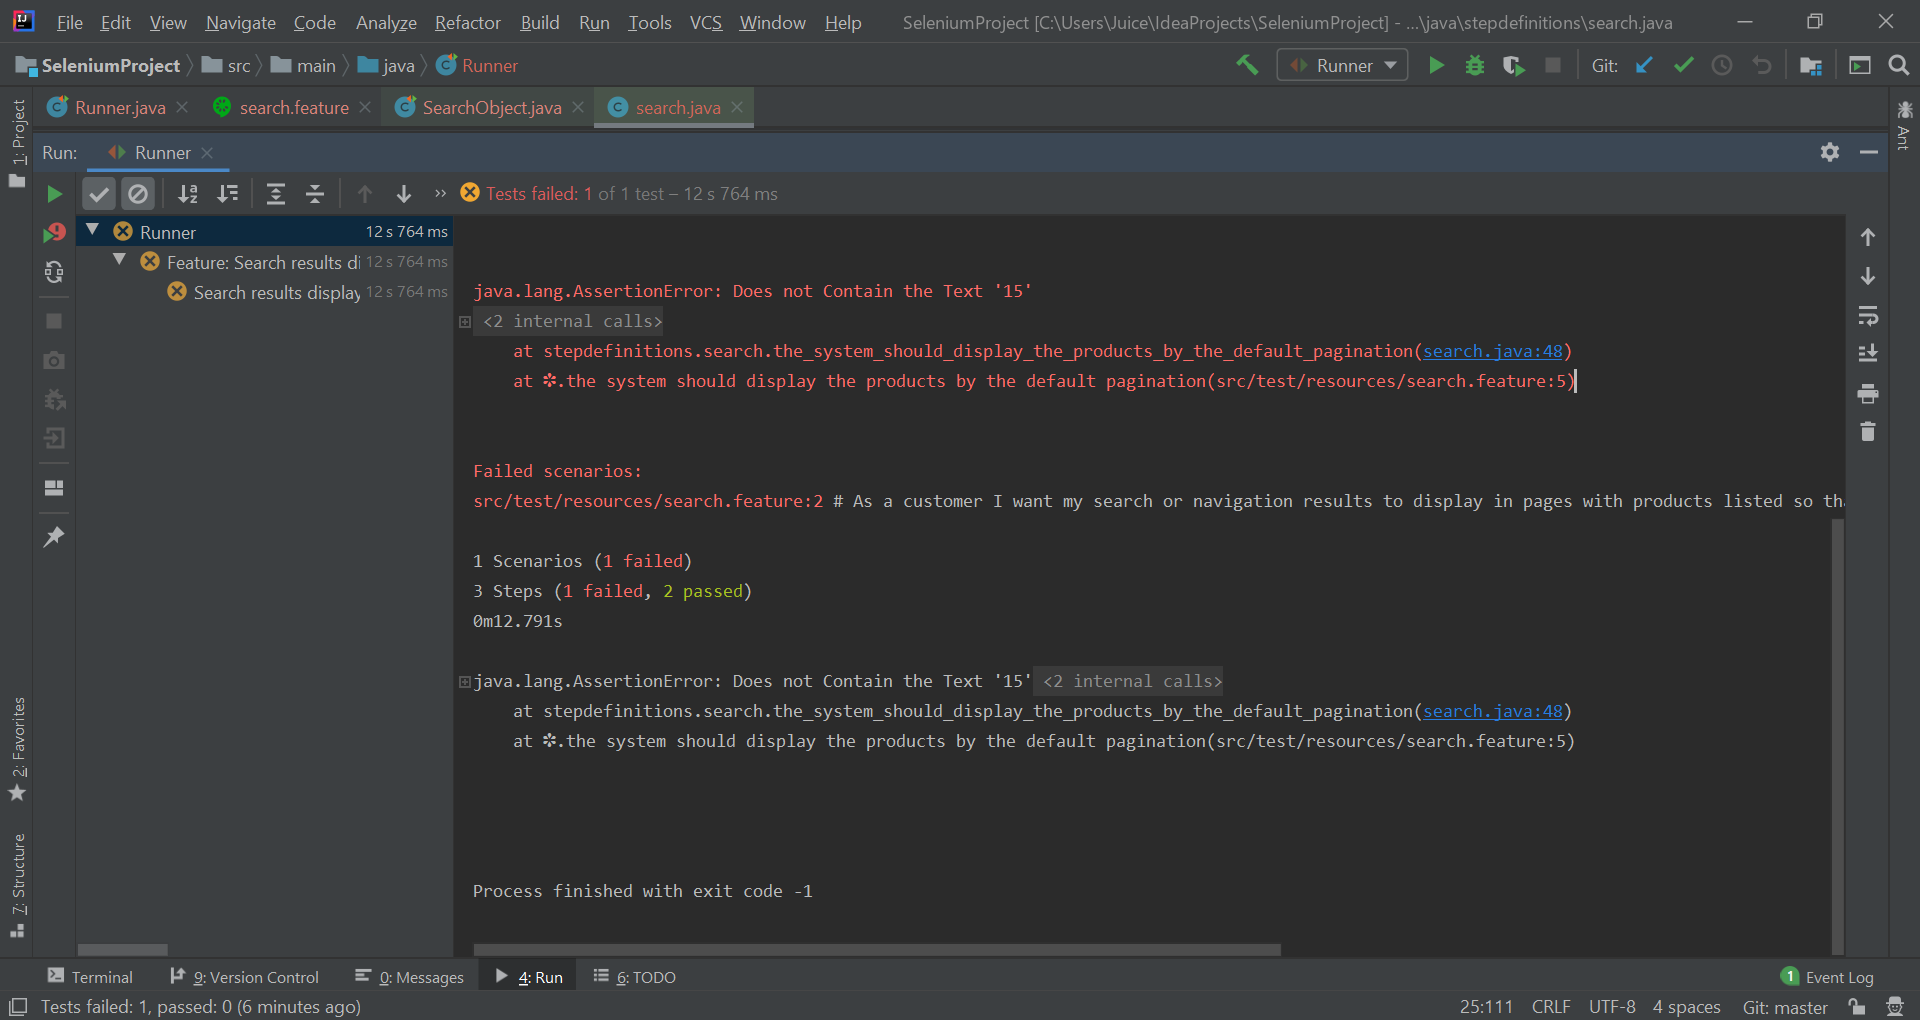 File Edit View Navigate Code Analyze Refactor Build Run Tools VCS Window Help SeleniumProject [C:\Users\Juice\IdeaProjects\SeleniumProject] - ...\java\stepdefinitions\search.java
SeleniumProject src main java Runner Runner Git:
Runner.java search.feature SearchObject.java search.java
1: Project
Ant
Run: Runner
Tests failed: 1 of 1 test – 12 s 764 ms
Runner 12 s 764 ms
Feature: Search results di 12 s 764 ms
Search results display 12 s 764 ms
java.lang.AssertionError: Does not Contain the Text '15'
<2 internal calls>
at stepdefinitions.search.the_system_should_display_the_products_by_the_default_pagination(search.java:48)
at ✽.the system should display the products by the default pagination(src/test/resources/search.feature:5)
Failed scenarios:
src/test/resources/search.feature:2 # As a customer I want my search or navigation results to display in pages with products listed so th
1 Scenarios (1 failed)
3 Steps (1 failed, 2 passed)
0m12.791s
java.lang.AssertionError: Does not Contain the Text '15' <2 internal calls>
at stepdefinitions.search.the_system_should_display_the_products_by_the_default_pagination(search.java:48)
at ✽.the system should display the products by the default pagination(src/test/resources/search.feature:5)
Process finished with exit code -1
2: Favorites
7: Structure
Terminal 9: Version Control 0: Messages 4: Run 6: TODO 1 Event Log
Tests failed: 1, passed: 0 (6 minutes ago) 25:111 CRLF UTF-8 4 spaces Git: master